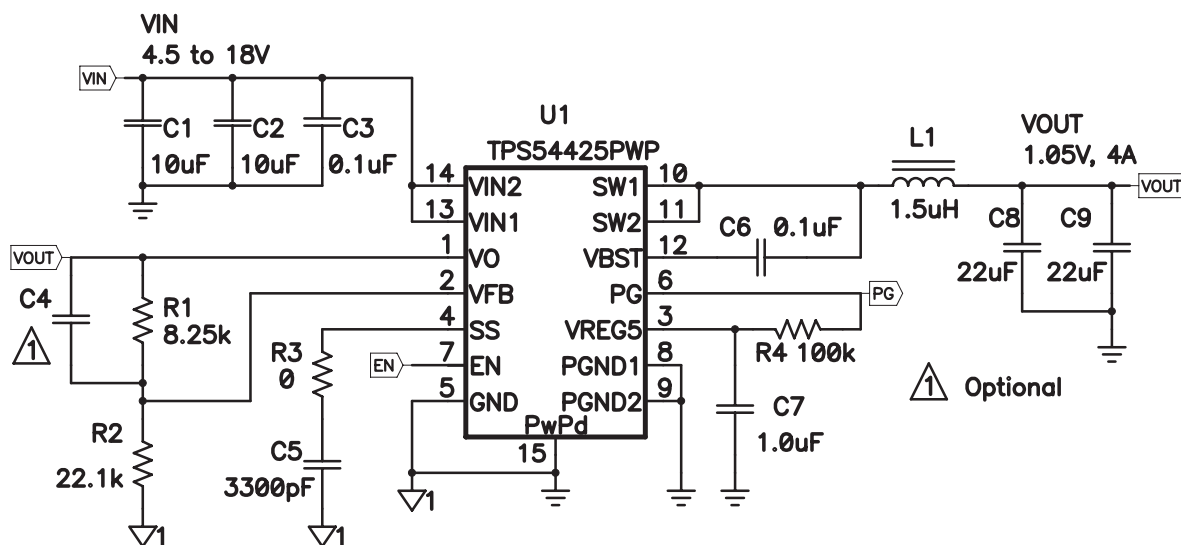 VIN
4.5 to 18V
VIN
C1
C2
C3
10uF
10uF
0.1uF
U1
TPS54425PWP
14
VIN2
13
VIN1
1
VO
2
VFB
4
SS
7
EN
5
GND
SW1
10
SW2
11
VBST
12
PG
6
VREG5
3
PGND1
8
PGND2
9
PwPd
15
L1
1.5uH
VOUT
1.05V, 4A
VOUT
C6
0.1uF
C8
C9
22uF
22uF
PG
R4 100k
C7
1.0uF
1
Optional
VOUT
C4
1
R1
8.25k
R3
0
EN
R2
22.1k
C5
3300pF
1
1
1